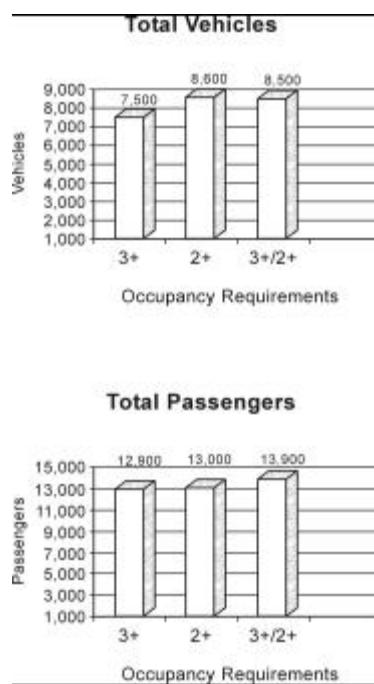 Total Vehicles
7,500
8,600
8,500
9,000
8,000
7,000
6,000
5,000
4,000
3,000
2,000
1,000
Vehicles
3+ 2+ 3+/2+
Occupancy Requirements
Total Passengers
12,800 13,000 13,900
15,000
13,000
11,000
9,000
7,000
5,000
3,000
1,000
Passengers
3+ 2+ 3+/2+
Occupancy Requirements